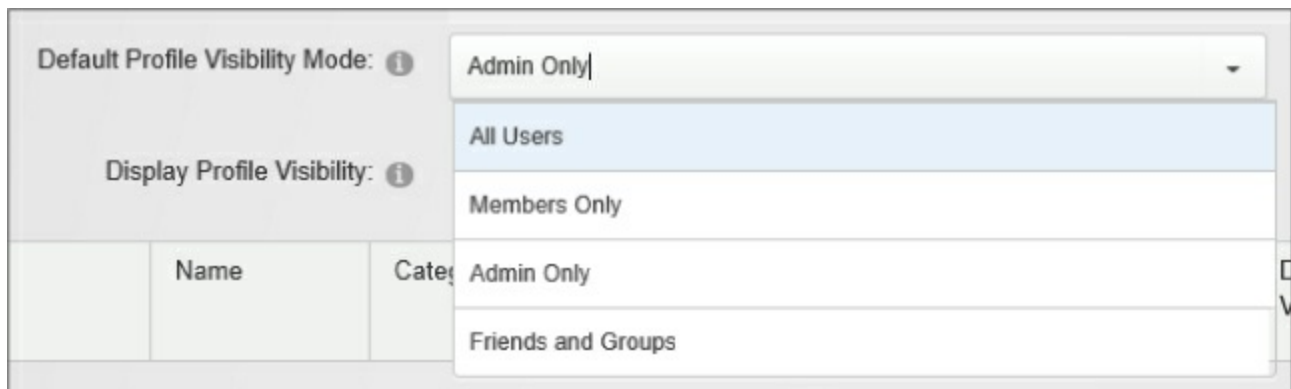 Default Profile Visibility Mode:
Admin Only
All Users
Display Profile Visibility:
Members Only
Name
Admin Only
Friends and Groups